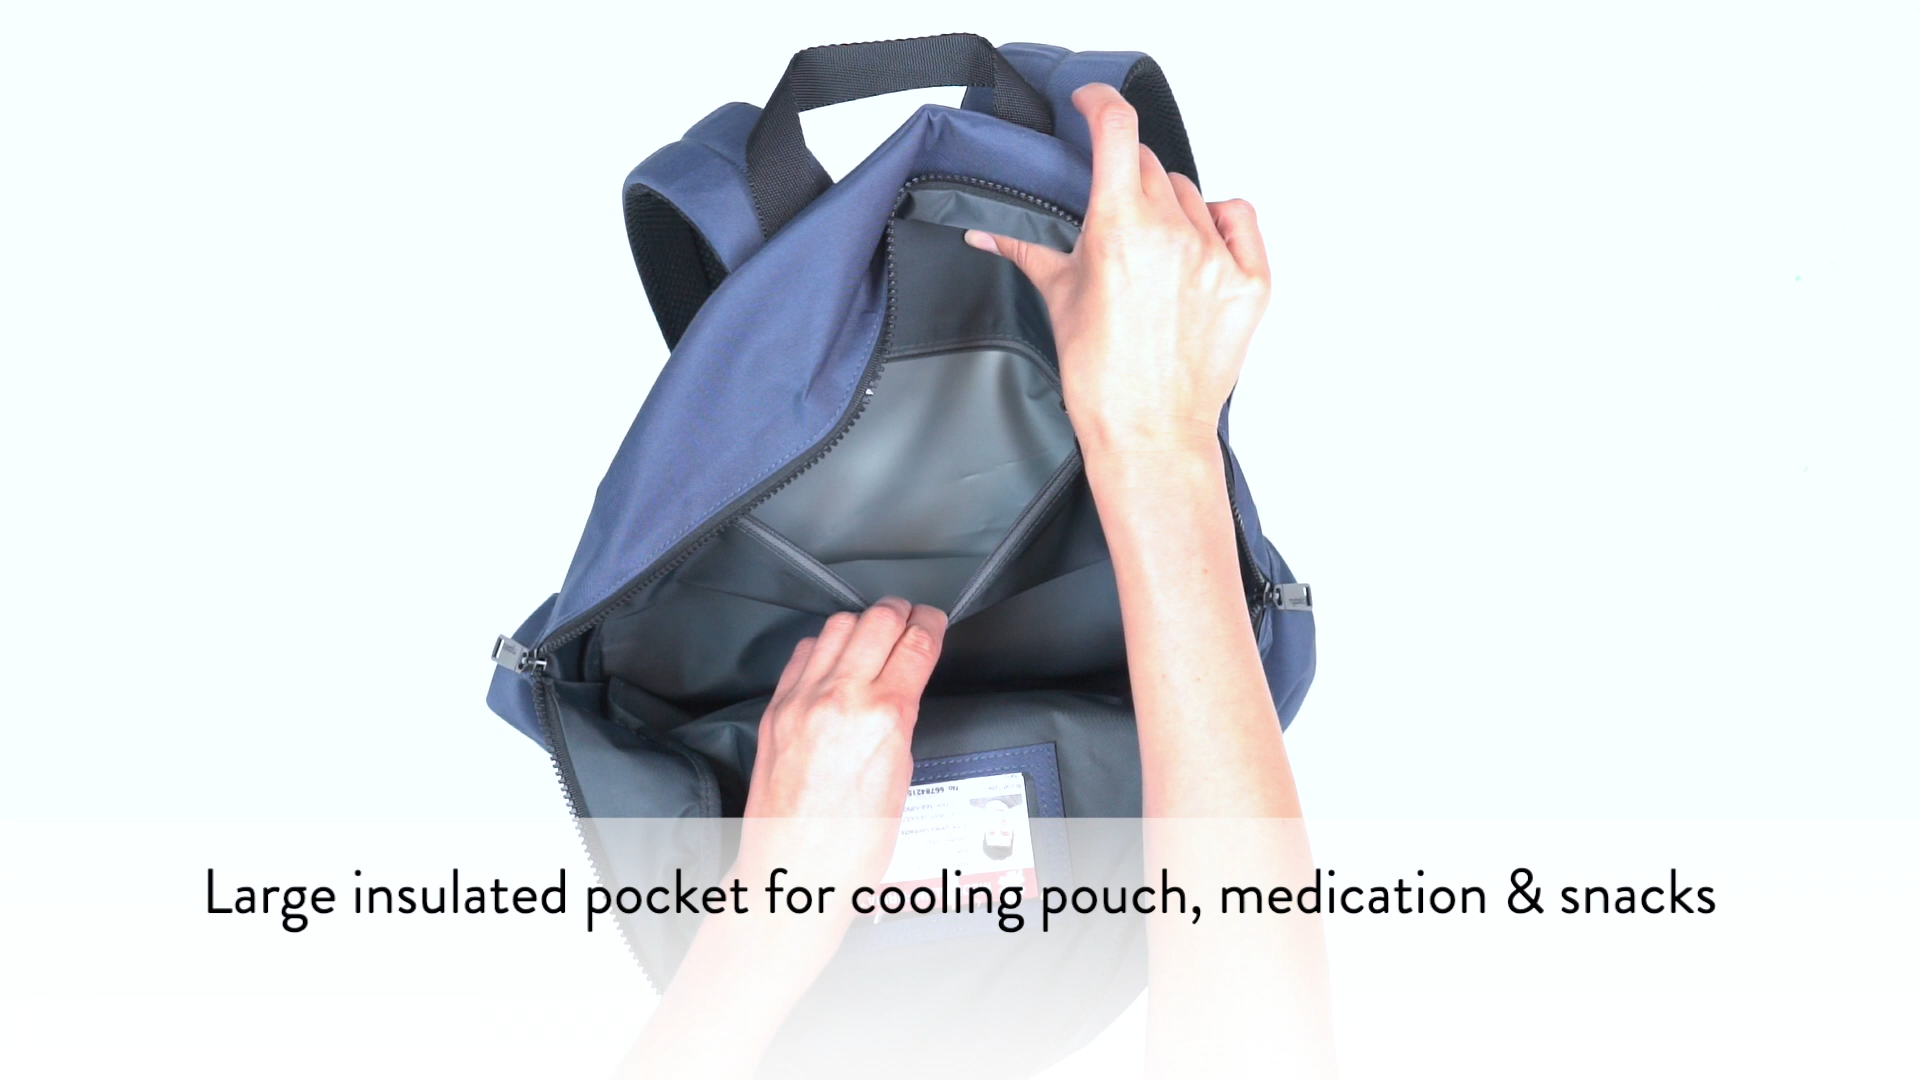 Large insulated pocket for cooling pouch, medication & snacks